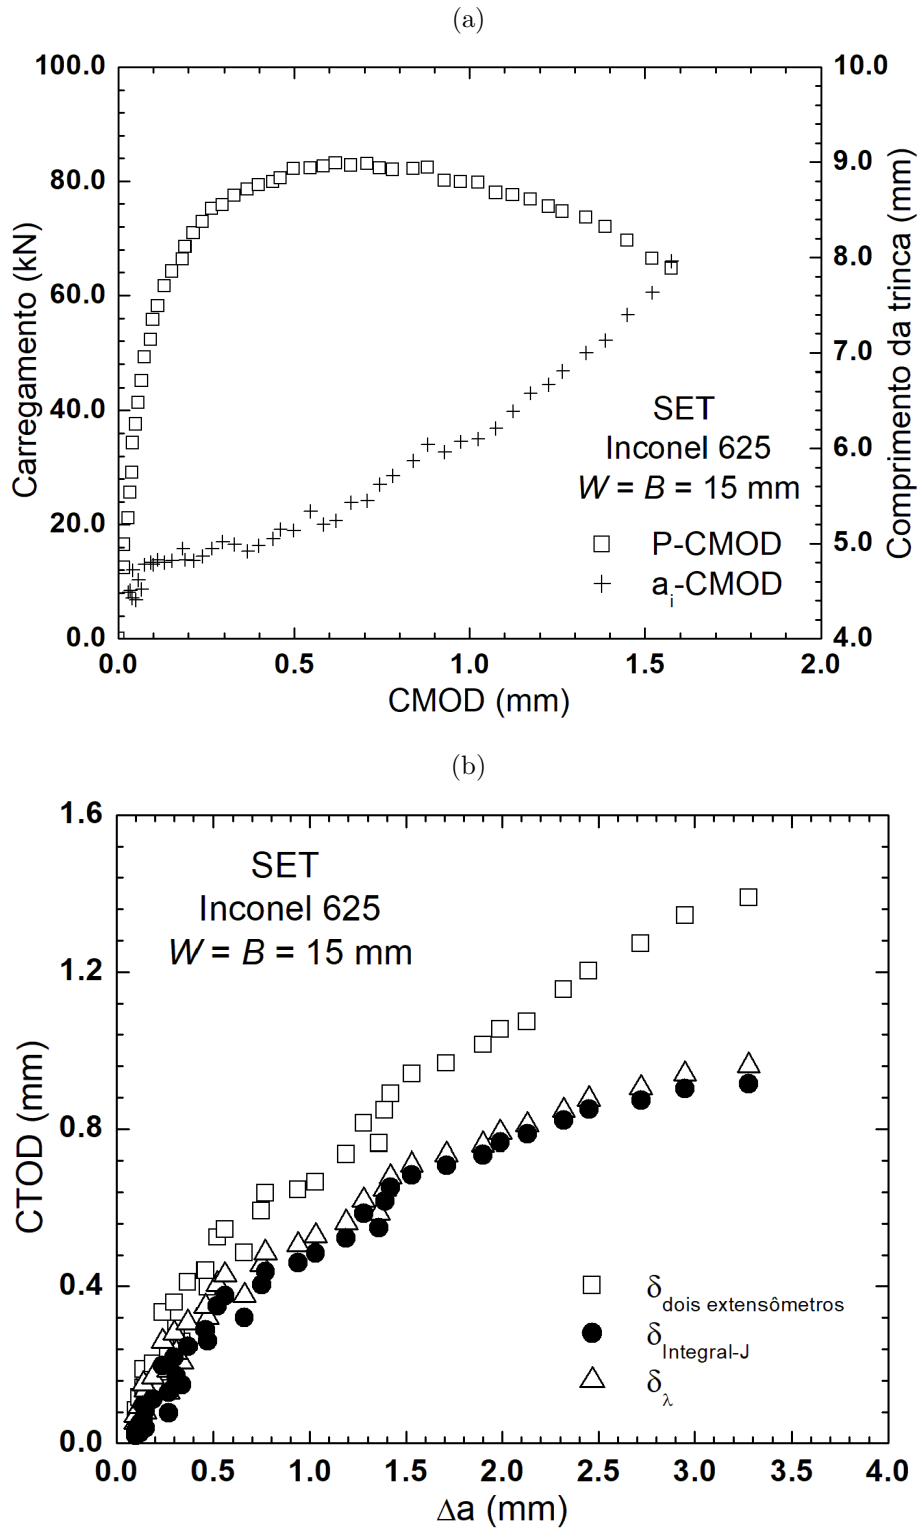 (a)
100.0
80.0
60.0
40.0
20.0
0.0
Carregamento (kN)
10.0
9.0
8.0
7.0
6.0
5.0
4.0
Comprimento da trinca (mm)
SET
Inconel 625
W = B = 15 mm
P-CMOD
a_i-CMOD
0.0 0.5 1.0 1.5 2.0
CMOD (mm)
(b)
1.6
1.2
0.8
0.4
0.0
CTOD (mm)
SET
Inconel 625
W = B = 15 mm
δ dois extensômetros
δ Integral-J
δ λ
0.0 0.5 1.0 1.5 2.0 2.5 3.0 3.5 4.0
Δa (mm)